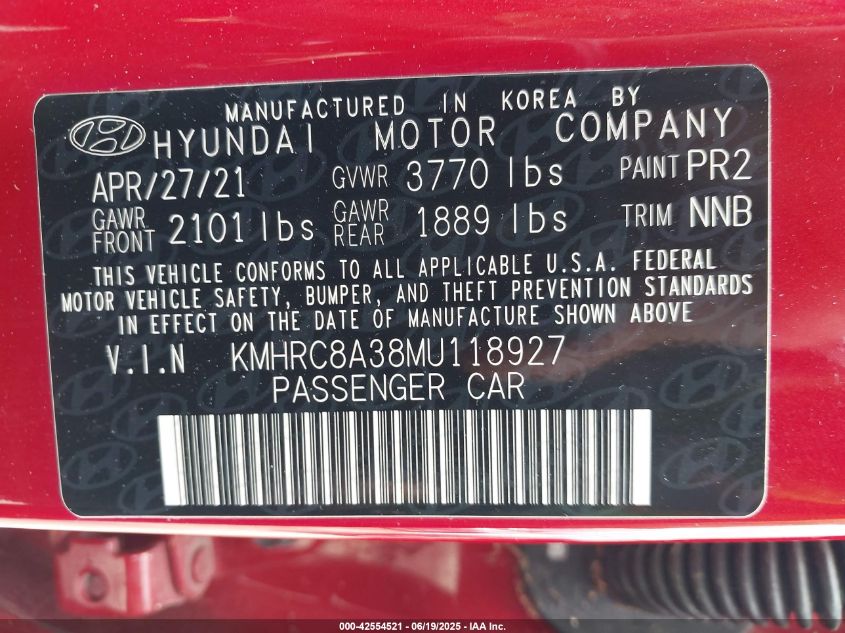 MANUFACTURED IN KOREA BY
HYUNDAI MOTOR COMPANY
APR/27/21 GVWR 3770 lbs PAINT PR2
GAWR FRONT 2101 lbs GAWR REAR 1889 lbs TRIM NNB
THIS VEHICLE CONFORMS TO ALL APPLICABLE U.S.A. FEDERAL
MOTOR VEHICLE SAFETY, BUMPER, AND THEFT PREVENTION STANDARDS
IN EFFECT ON THE DATE OF MANUFACTURE SHOWN ABOVE
V.I.N KMHRC8A38MU118927
PASSENGER CAR
000-42554521 - 06/19/2025 - IAA Inc.